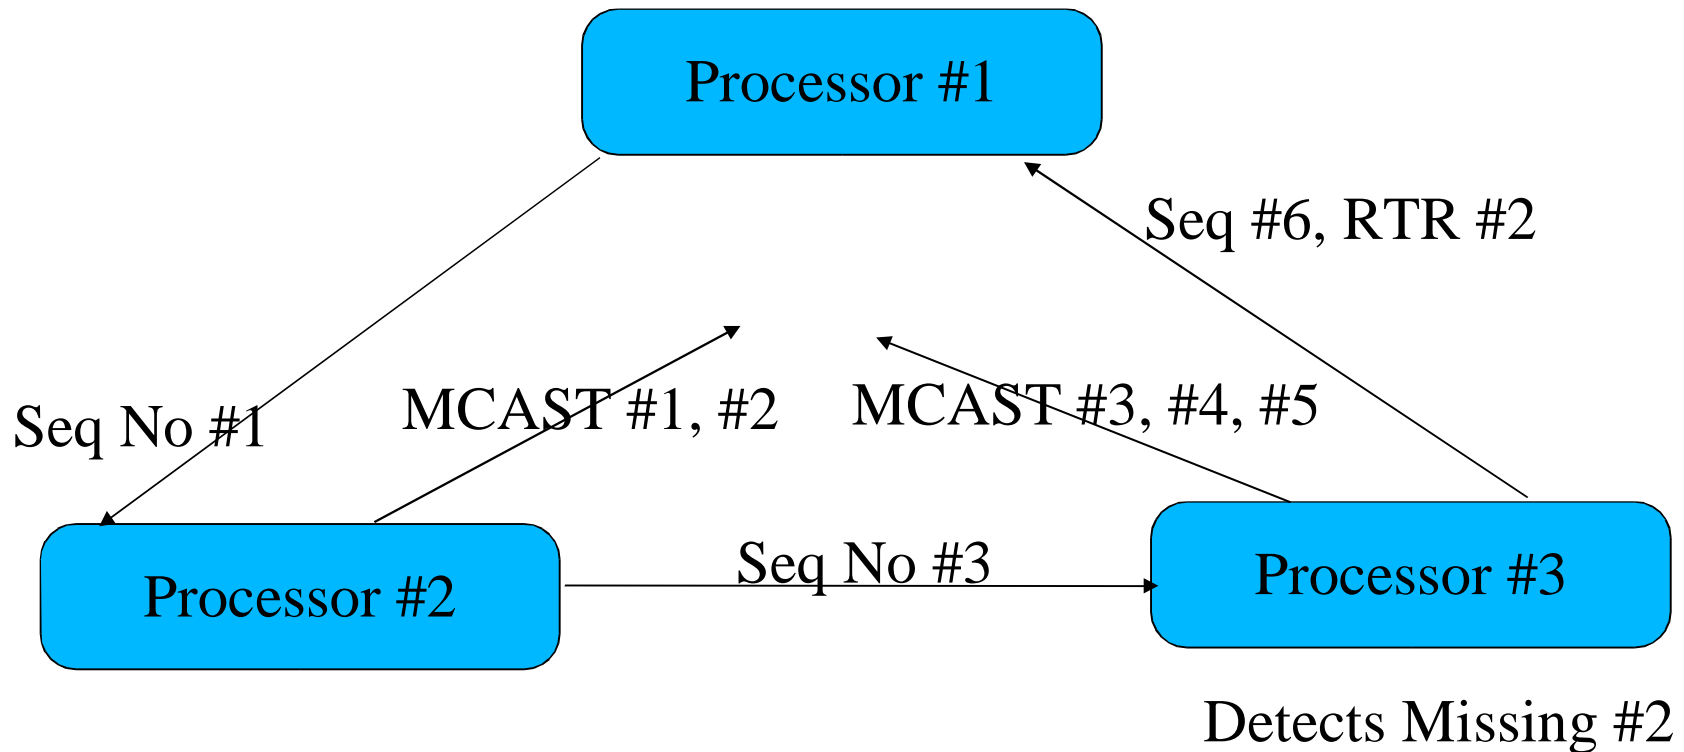 Processor #1
Seq #6, RTR #2
Seq No #1
MCAST #1, #2
MCAST #3, #4, #5
Seq No #3
Processor #2
Processor #3
Detects Missing #2